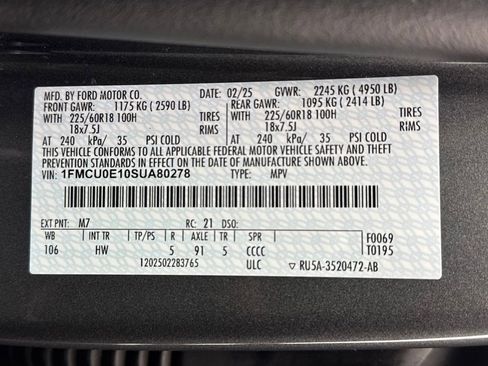 MFD. BY FORD MOTOR CO. DATE: 02/25 GVWR: 2245 KG ( 4950 LB)
FRONT GAWR: 1175 KG ( 2590 LB) REAR GAWR: 1095 KG ( 2414 LB)
WITH 225/60R18 100H TIRES WITH 225/60R18 100H TIRES
18x7.5J RIMS 18x7.5J RIMS
AT 240 kPa/ 35 PSI COLD AT 240 kPa/ 35 PSI COLD
THIS VEHICLE CONFORMS TO ALL APPLICABLE FEDERAL MOTOR VEHICLE SAFETY
AND THEFT PREVENTION STANDARDS IN EFFECT ON THE DATE OF MANUFACTURE SHOWN ABOVE.
VIN: 1FMCU0E10SUA80278 TYPE: MPV
EXT PNT: M7 RC: 21 DSO:
WB INT TR TP/PS R AXLE TR SPR F0069
106 HW 5 91 5 CCCC T0195
1202502283765 ULC ▽ RU5A-3520472-AB